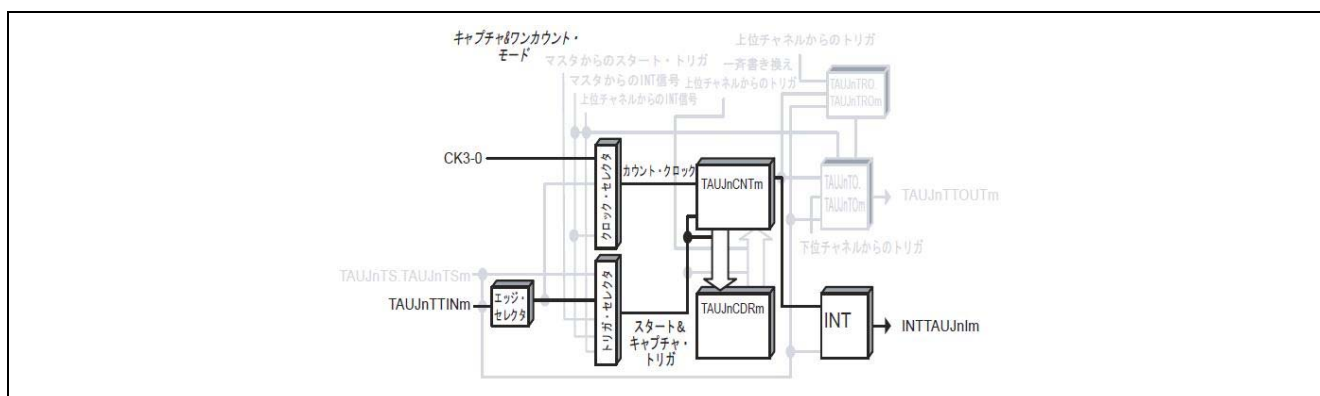 キャプチャ&ワンカウント・
モード
上位チャネルからのトリガ
マスタからのスタート・トリガ
一斉書き換え
マスタからのINT信号
上位チャネルからのトリガ
上位チャネルからのINT信号
TAUJnTRO.
TAUJnTROm
CK3-0
クロック・セレクタ
カウント・クロック
TAUJnCNTm
TAUJnTO.
TAUJnTOm
TAUJnTTOUTm
下位チャネルからのトリガ
TAUJnTS.TAUJnTSm
TAUJnTTINm
エッジ・
セレクタ
トリガ・セレクタ
スタート&
キャプチャ・
トリガ
TAUJnCDRm
INT
INTTAUJnIm